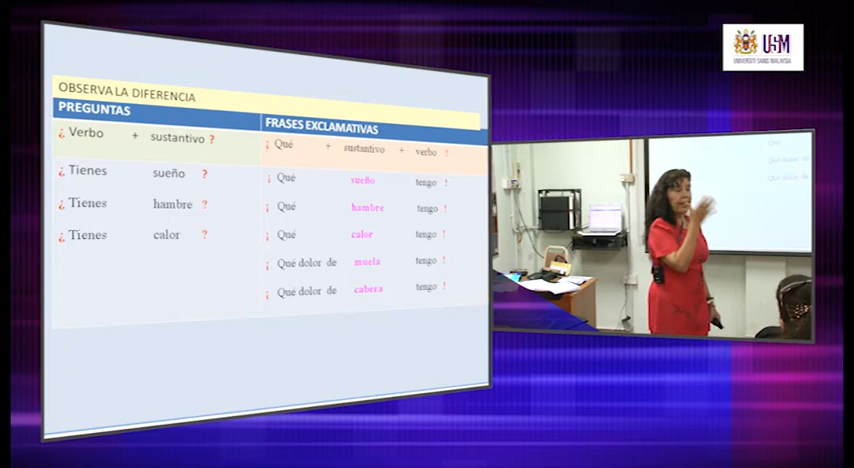 USM
UNIVERSITI SAINS MALAYSIA
OBSERVA LA DIFERENCIA
PREGUNTAS
¿ Verbo + sustantivo ?
¿ Tienes sueño ?
¿ Tienes hambre ?
¿ Tienes calor ?
FRASES EXCLAMATIVAS
¡ Qué + sustantivo + verbo !
¡ Qué sueño tengo !
¡ Qué hambre tengo !
¡ Qué calor tengo !
¡ Qué dolor de muela tengo !
¡ Qué dolor de cabeza tengo !